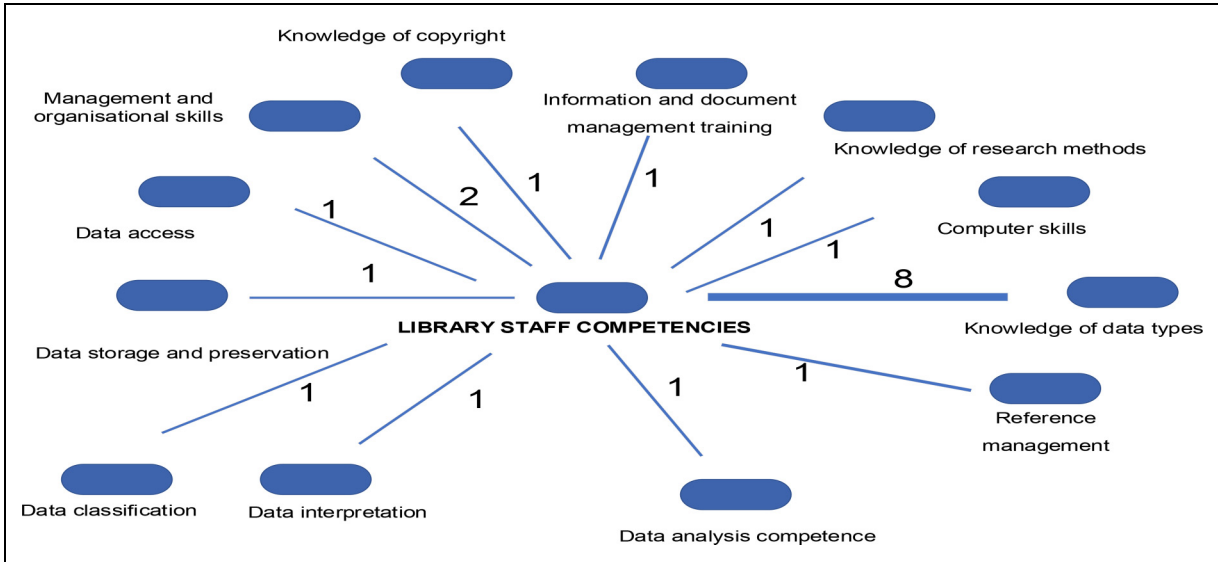 Knowledge of copyright
Management and
organisational skills
Information and document
management training
Knowledge of research methods
Data access
Computer skills
1
2
1
1
1
1
1
8
Data storage and preservation
LIBRARY STAFF COMPETENCIES
Knowledge of data types
1
1
1
1
Reference
management
Data classification
Data interpretation
Data analysis competence